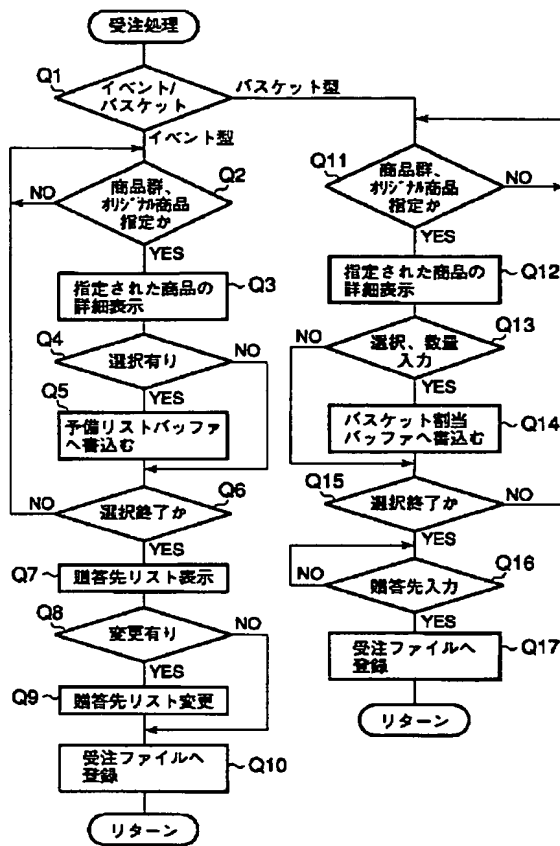 受注処理
Q1
イベント/
バスケット
バスケット型
イベント型
Q2
商品群、
ｵﾘｼﾞﾅﾙ商品
指定か
NO
YES
Q3
指定された商品の
詳細表示
Q4
選択有り
NO
YES
Q5
予備リストバッファ
へ書込む
Q6
選択終了か
NO
YES
Q7
贈答先リスト表示
Q8
変更有り
NO
YES
Q9
贈答先リスト変更
受注ファイルへ
登録
Q10
リターン
Q11
商品群、
ｵﾘｼﾞﾅﾙ商品
指定か
NO
YES
Q12
指定された商品の
詳細表示
Q13
選択、数量
入力
NO
YES
バスケット割当
バッファへ書込む
Q14
Q15
選択終了か
NO
YES
Q16
贈答先入力
NO
YES
Q17
受注ファイルへ
登録
リターン